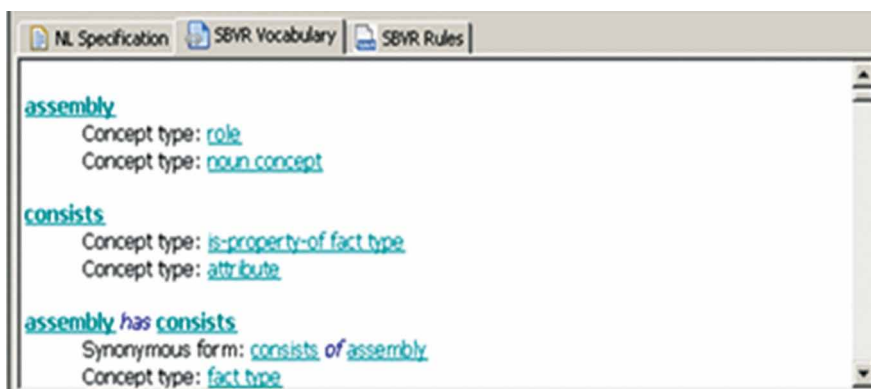 NL Specification SBVR Vocabulary SBVR Rules
assembly
Concept type: role
Concept type: noun concept
consists
Concept type: is-property-of fact type
Concept type: attribute
assembly has consists
Synonymous form: consists of assembly
Concept type: fact type